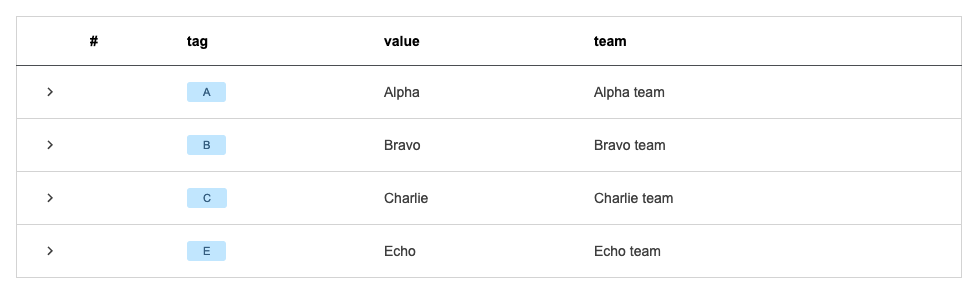 # tag value team
A Alpha Alpha team
B Bravo Bravo team
C Charlie Charlie team
E Echo Echo team